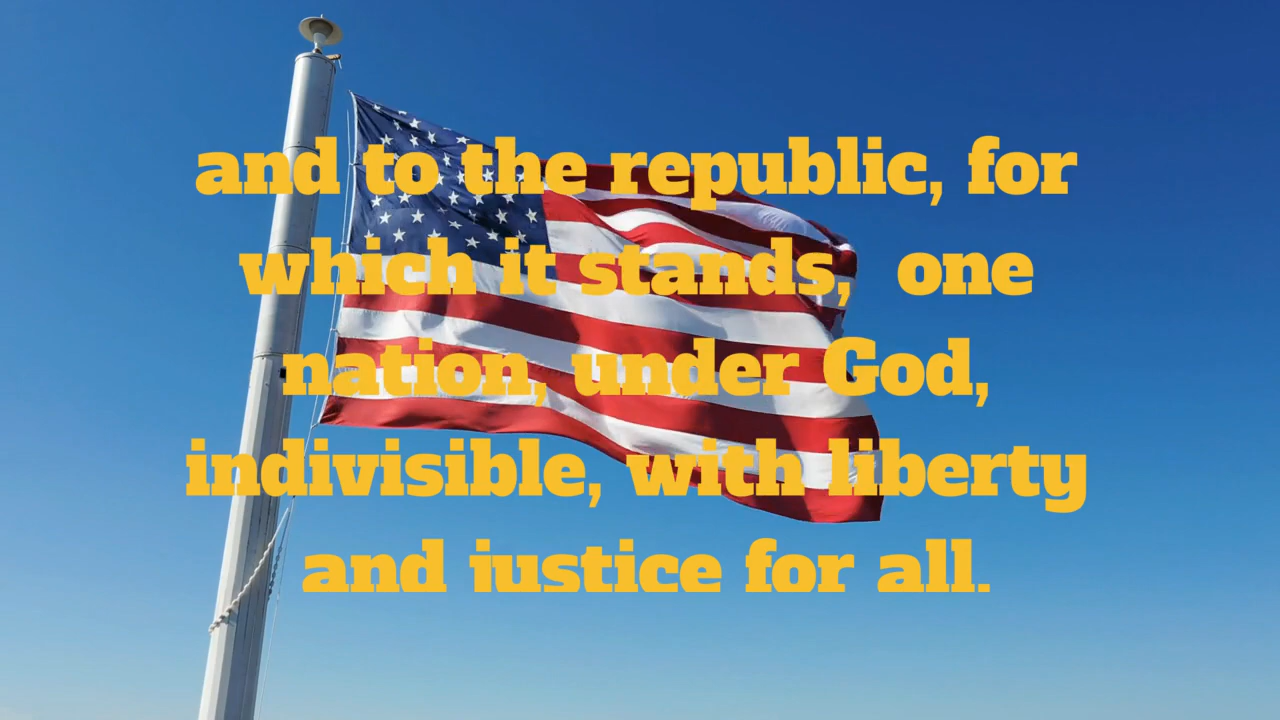 and to the republic, for
which it stands,  one
nation, under God,
indivisible, with liberty
and justice for all.